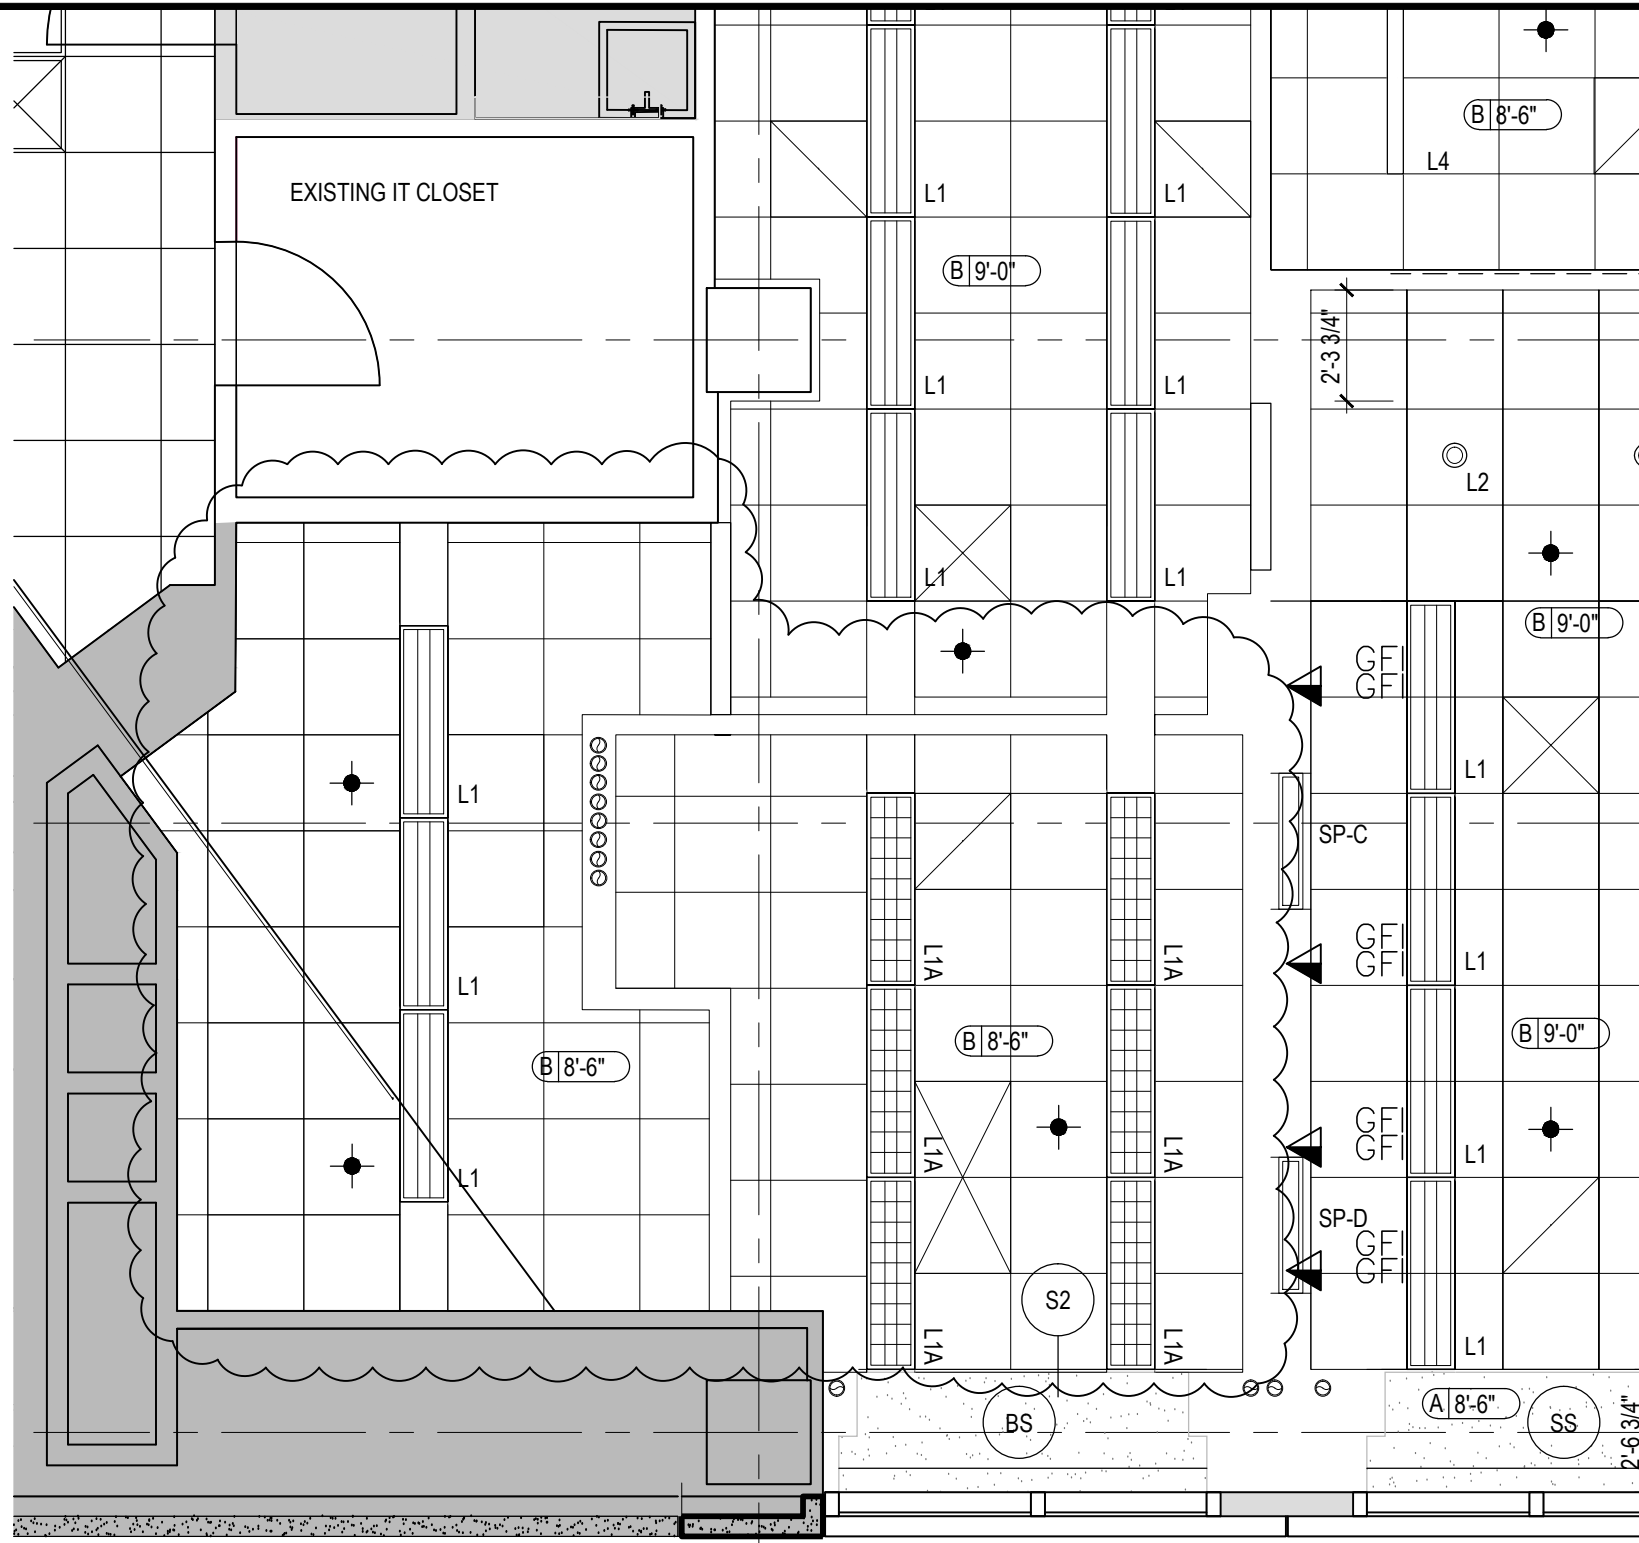 B 8'-6"
L4
EXISTING IT CLOSET
L1
L1
B 9'-0"
2'-3 3/4"
L1
L1
L2
L1
L1
B 9'-0"
GFI
GFI
L1
L1
SP-C
GFI
GFI
L1A
L1A
L1
L1
B 8'-6"
B 9'-0"
B 8'-6"
GFI
GFI
L1A
L1A
L1
L1
SP-D
GFI
GFI
S2
L1A
L1A
L1
A 8'-6"
BS
SS
2'-6 3/4"